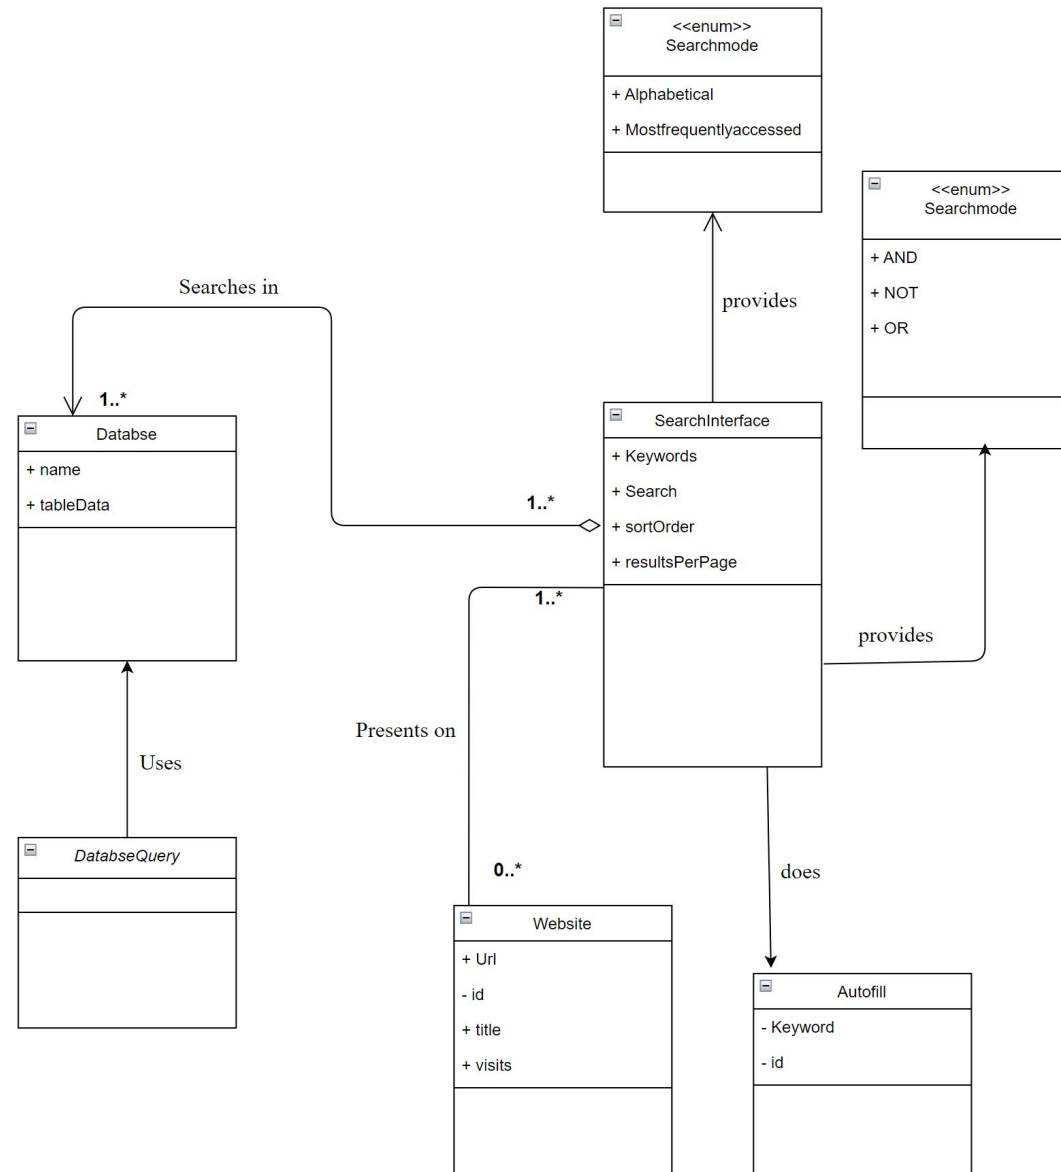 <<enum>>
Searchmode
+ Alphabetical
+ Mostfrequentlyaccessed
<<enum>>
Searchmode
+ AND
+ NOT
+ OR
Searches in
provides
1..*
Databse
+ name
+ tableData
SearchInterface
+ Keywords
+ Search
+ sortOrder
+ resultsPerPage
1..*
1..*
provides
Presents on
Uses
DatabseQuery
0..*
does
Website
+ Url
- id
+ title
+ visits
Autofill
- Keyword
- id